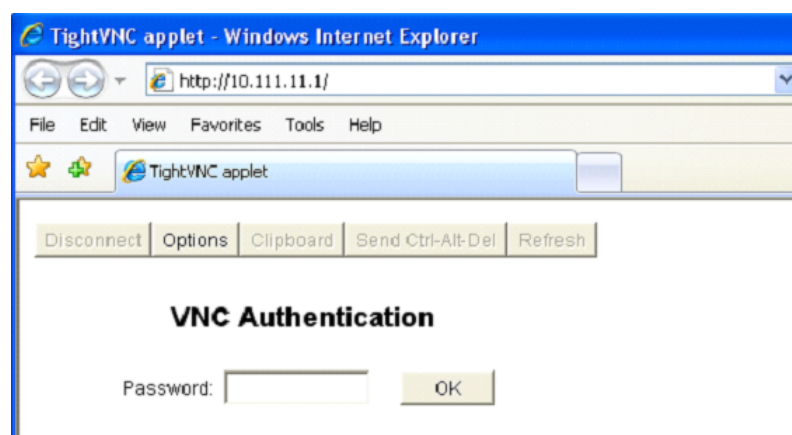 TightVNC applet - Windows Internet Explorer
http://10.111.11.1/
File Edit View Favorites Tools Help
TightVNC applet
Disconnect Options Clipboard Send Ctrl-Alt-Del Refresh
VNC Authentication
Password: OK